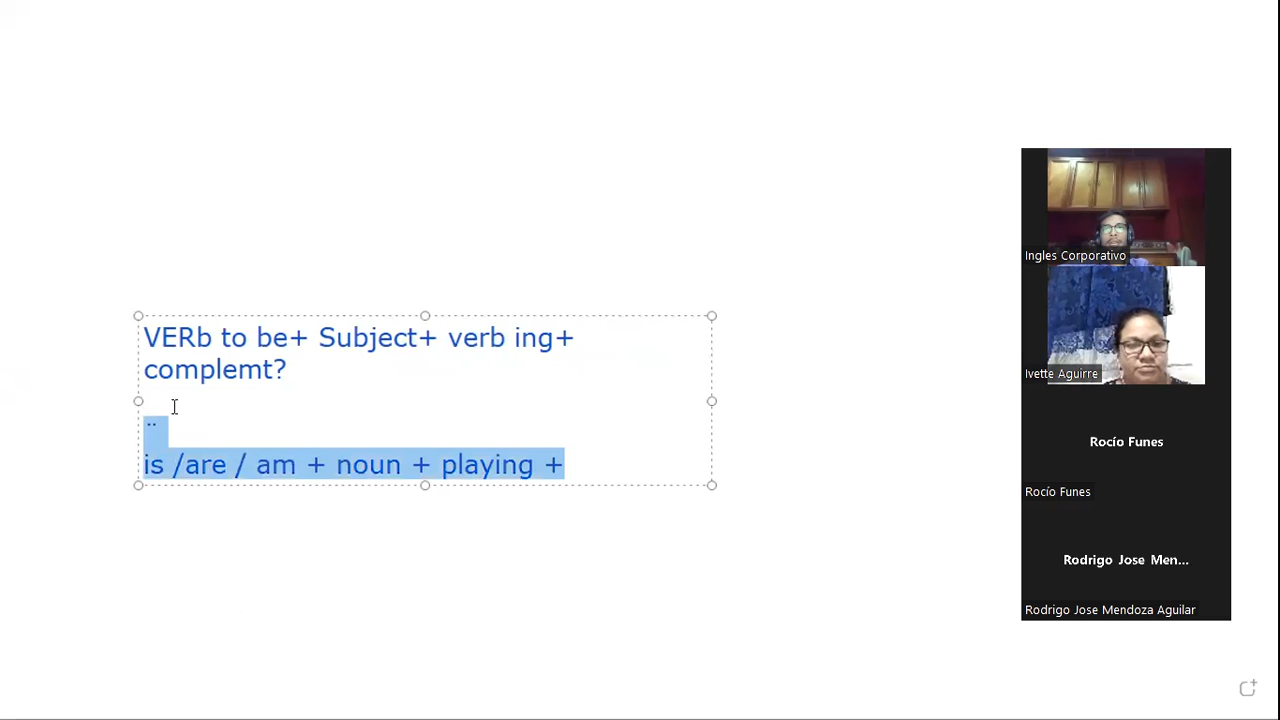 VERb to be+ Subject+ verb ing+
complemt?
¨
is /are / am + noun + playing +
Ingles Corporativo
Ivette Aguirre
Rocío Funes
Rocío Funes
Rodrigo Jose Men...
Rodrigo Jose Mendoza Aguilar